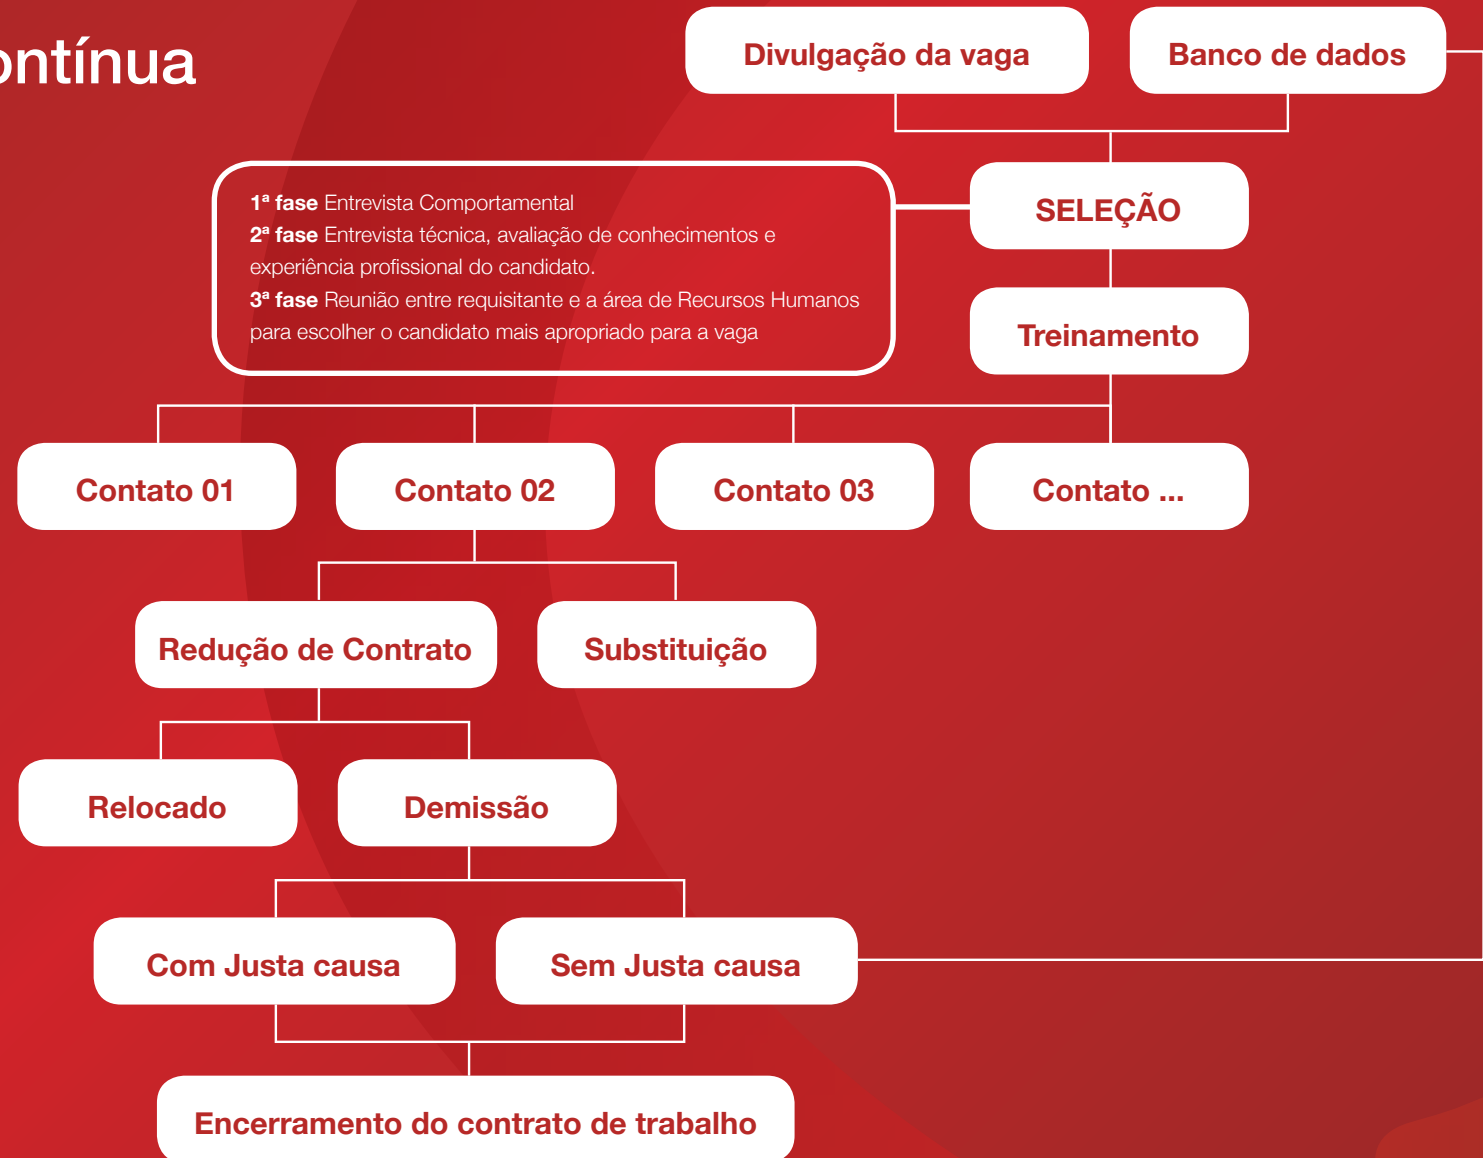 ontínua
Divulgação da vaga
Banco de dados
SELEÇÃO
1ª fase Entrevista Comportamental
2ª fase Entrevista técnica, avaliação de conhecimentos e
experiência profissional do candidato.
3ª fase Reunião entre requisitante e a área de Recursos Humanos
para escolher o candidato mais apropriado para a vaga
Treinamento
Contato 01
Contato 02
Contato 03
Contato ...
Redução de Contrato
Substituição
Relocado
Demissão
Com Justa causa
Sem Justa causa
Encerramento do contrato de trabalho